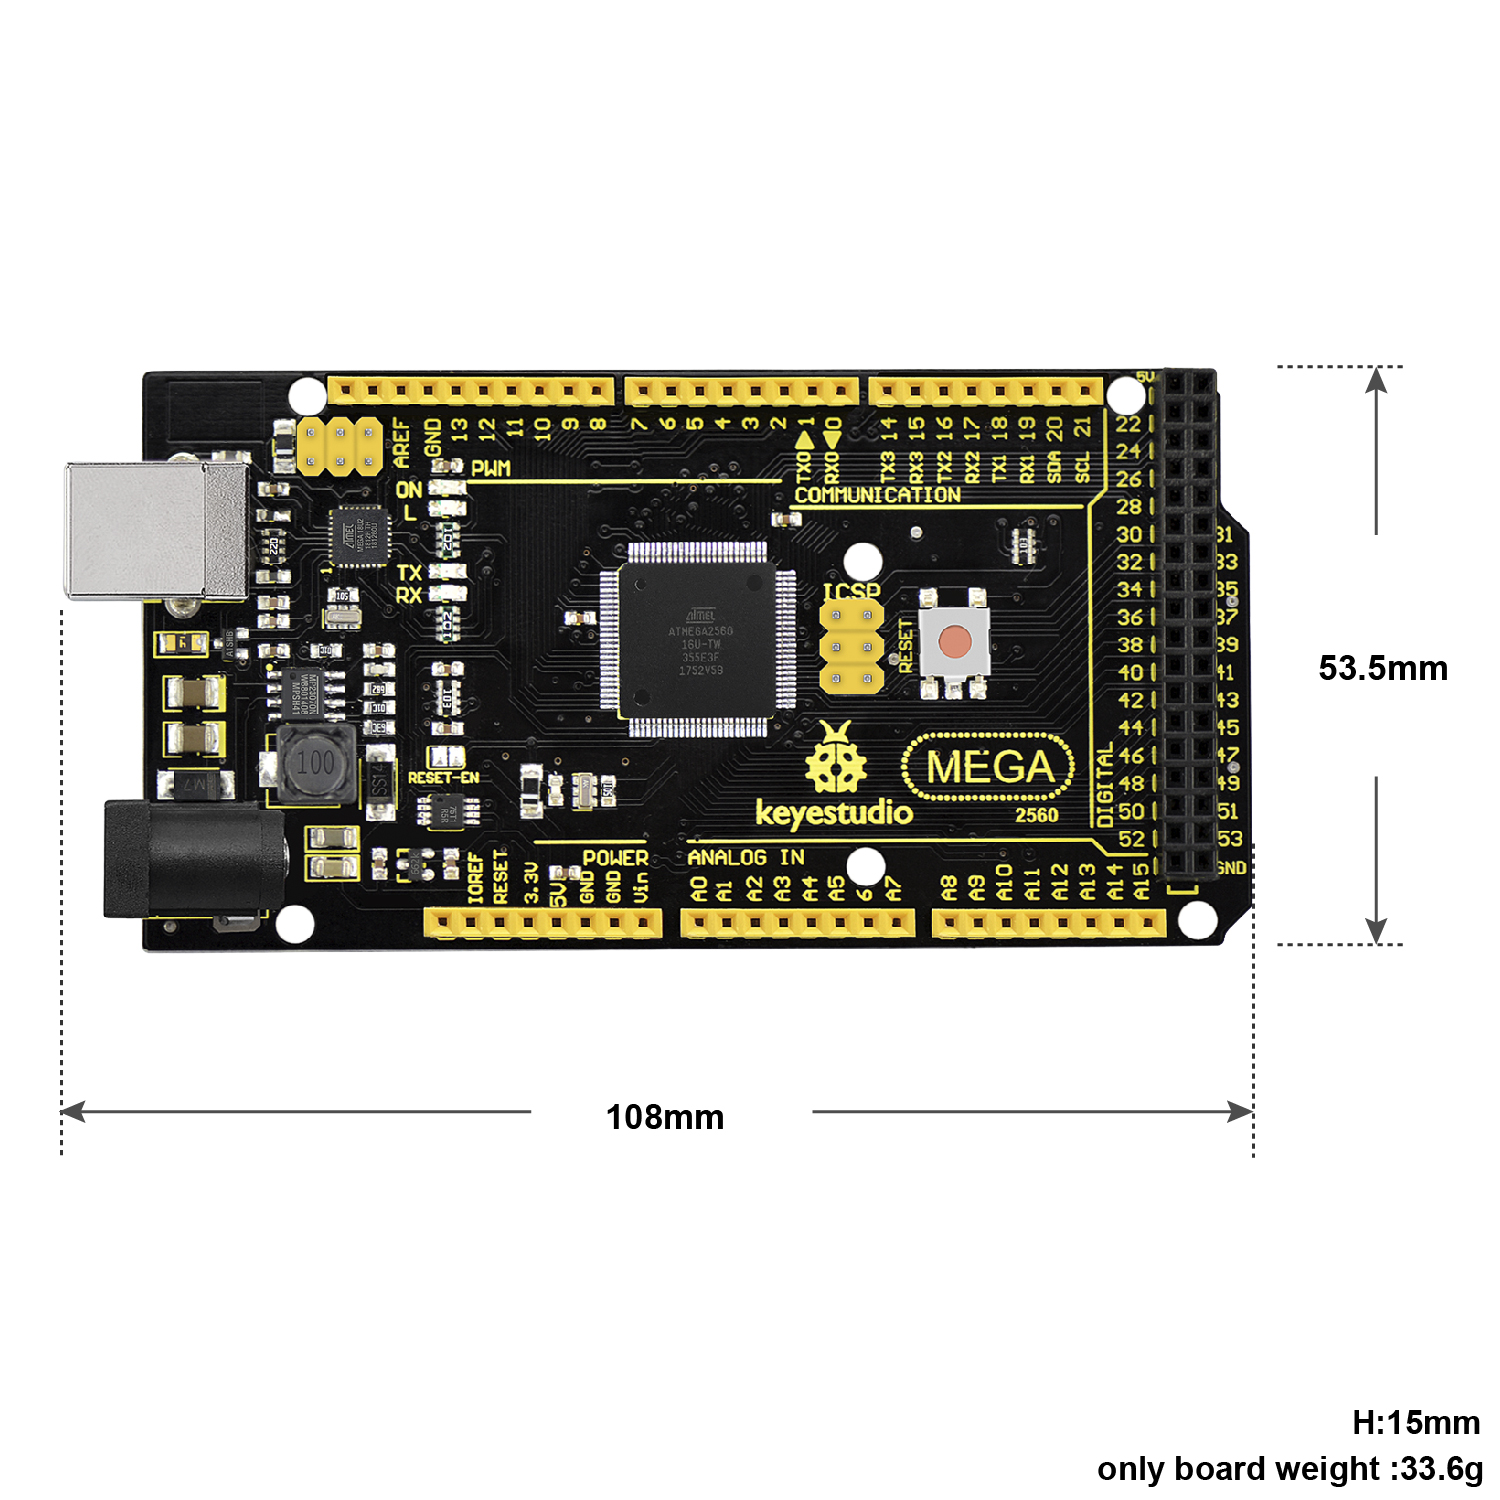 5V
AREF
GND
13
12
11
10
9
8
7
6
5
4
3
2
TX0 1
RX0 0
TX3 14
RX3 15
TX2 16
RX2 17
TX1 18
RX1 19
SDA 20
SCL 21
PWM
COMMUNICATION
ON
L
TX
RX
1
22
24
26
28
30
31
32
33
34
35
36
37
38
39
40
41
42
43
44
45
46
47
48
49
50
51
52
53
GND
ATMEL
ATMEL
ATMEGA2560
16U-TW
ICSP
RESET
100
SS14
M7
RESET-EN
keyestudio
MEGA
2560
DIGITAL
POWER
ANALOG IN
IOREF
RESET
3.3V
5V
GND
GND
Vin
A0
A1
A2
A3
A4
A5
6
A7
A8
A9
A10
A11
A12
A13
A14
A15
53.5mm
108mm
H:15mm
only board weight :33.6g